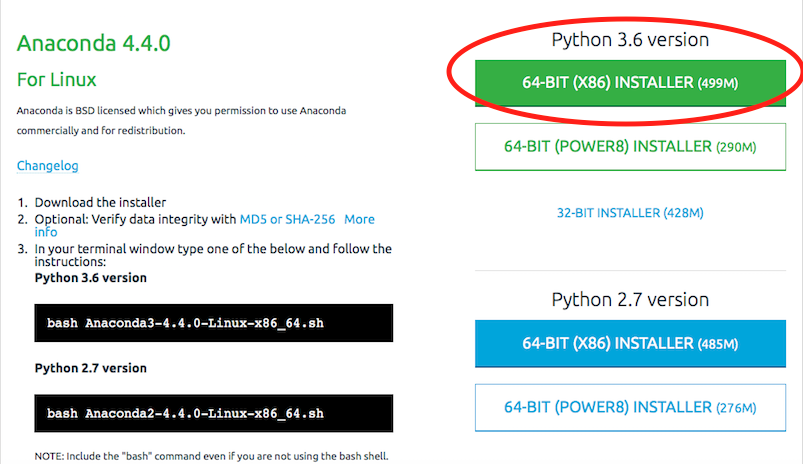 Anaconda 4.4.0
For Linux
Anaconda is BSD licensed which gives you permission to use Anaconda
commercially and for redistribution.
Changelog
1. Download the installer
2. Optional: Verify data integrity with MD5 or SHA-256 More
info
3. In your terminal window type one of the below and follow the
instructions:
Python 3.6 version
bash Anaconda3-4.4.0-Linux-x86_64.sh
Python 2.7 version
bash Anaconda2-4.4.0-Linux-x86_64.sh
NOTE: Include the "bash" command even if you are not using the bash shell.
Python 3.6 version
64-BIT (X86) INSTALLER (499M)
64-BIT (POWER8) INSTALLER (290M)
32-BIT INSTALLER (428M)
Python 2.7 version
64-BIT (X86) INSTALLER (485M)
64-BIT (POWER8) INSTALLER (276M)